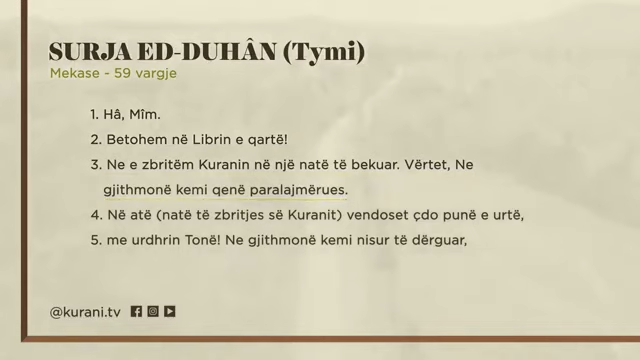 SURJA ED-DUHÂN (Tymi)
Mekase - 59 vargje
1. Hâ, Mîm.
2. Betohem në Librin e qartë!
3. Ne e zbritëm Kuranin në një natë të bekuar. Vërtet, Ne
gjithmonë kemi qenë paralajmërues.
4. Në atë (natë të zbritjes së Kuranit) vendoset çdo punë e urtë,
5. me urdhrin Tonë! Ne gjithmonë kemi nisur të dërguar,
@kurani.tv